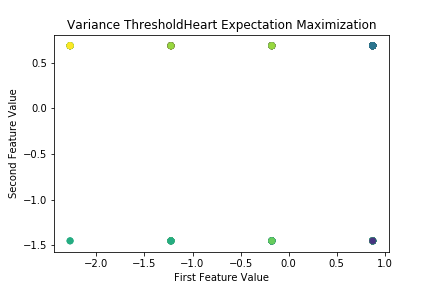 Variance ThresholdHeart Expectation Maximization
0.5
0.0
−0.5
−1.0
−1.5
Second Feature Value
−2.0 −1.5 −1.0 −0.5 0.0 0.5 1.0
First Feature Value